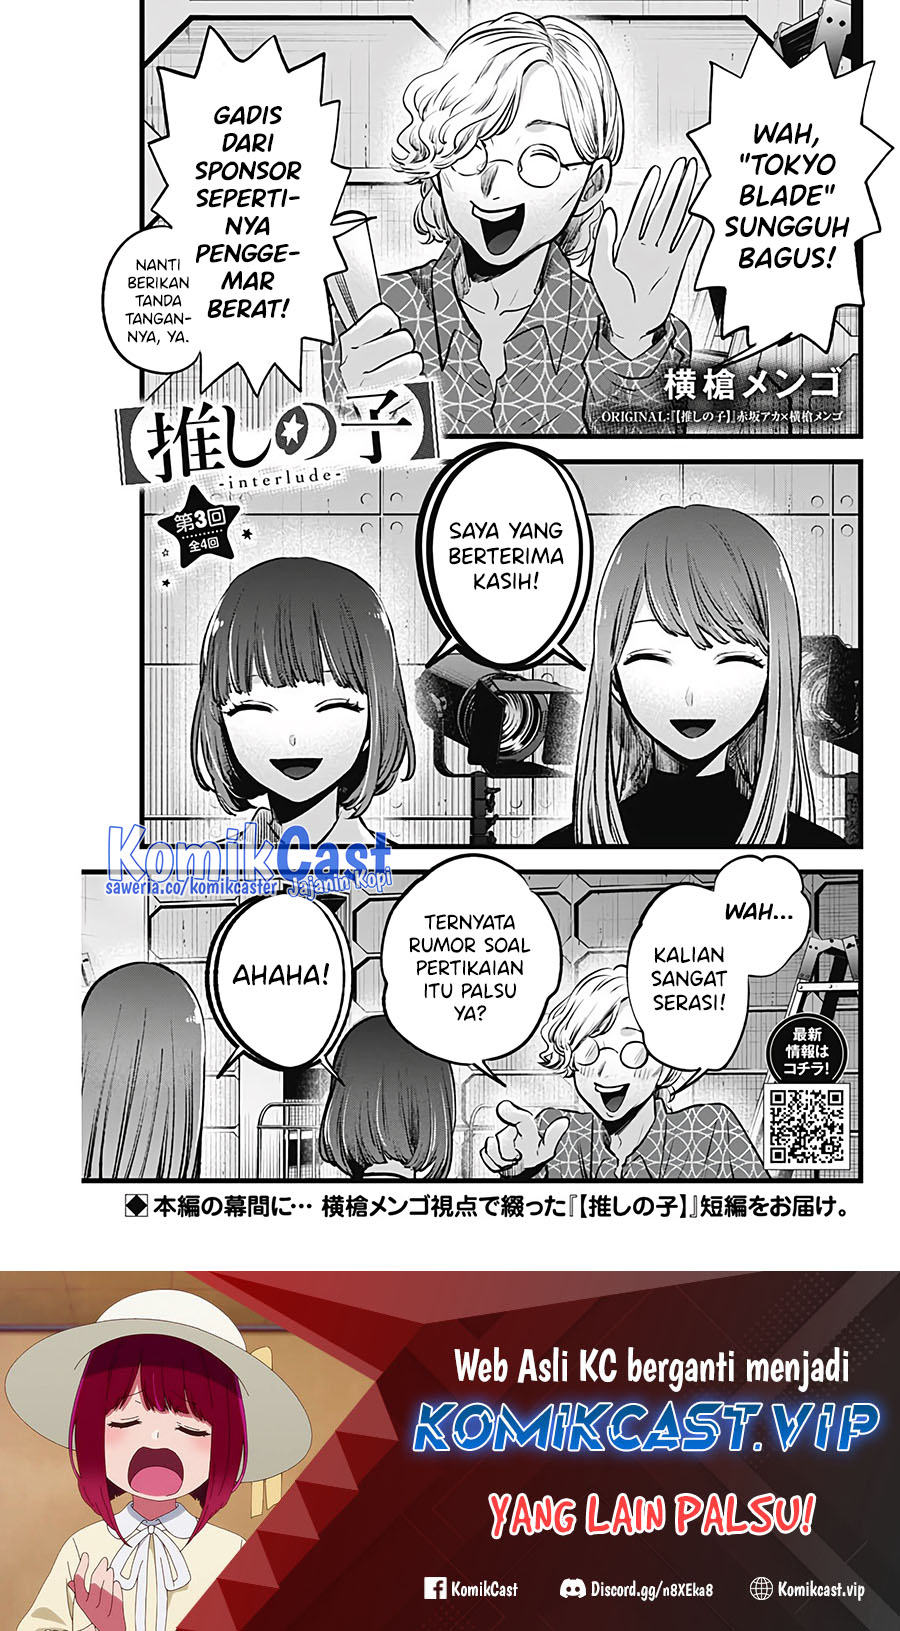 WAH,
"TOKYO
BLADE"
SUNGGUH
BAGUS!
GADIS
DARI
SPONSOR
SEPERTI-
NYA
PENGGE-
MAR
BERAT!
NANTI
BERIKAN
TANDA
TANGAN-
NYA, YA.
横槍メンゴ
ORIGINAL:『【推しの子】』赤坂アカ×横槍メンゴ
【推しの子】
-interlude-
第3回
全4回
SAYA YANG
BERTERIMA
KASIH!
KomikCast
saweria.co/komikcaster Jajanin Kopi
WAH...
KALIAN
SANGAT
SERASI!
TERNYATA
RUMOR SOAL
PERTIKAIAN
ITU PALSU
YA?
AHAHA!
最新
情報は
コチラ!
◆本編の幕間に… 横槍メンゴ視点で綴った『【推しの子】』短編をお届け。
Web Asli KC berganti menjadi
KOMIKCAST.VIP
YANG LAIN PALSU!
KomikCast
Discord.gg/n8XEka8
Komikcast.vip